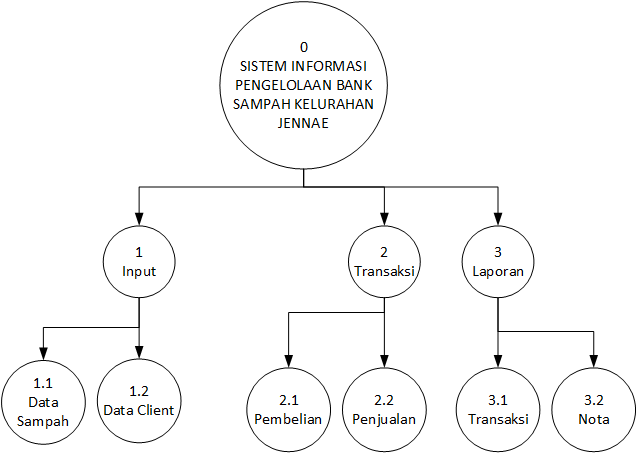 0
SISTEM INFORMASI
PENGELOLAAN BANK
SAMPAH KELURAHAN
JENNAE
1
Input
2
Transaksi
3
Laporan
1.1
Data
Sampah
1.2
Data Client
2.1
Pembelian
2.2
Penjualan
3.1
Transaksi
3.2
Nota